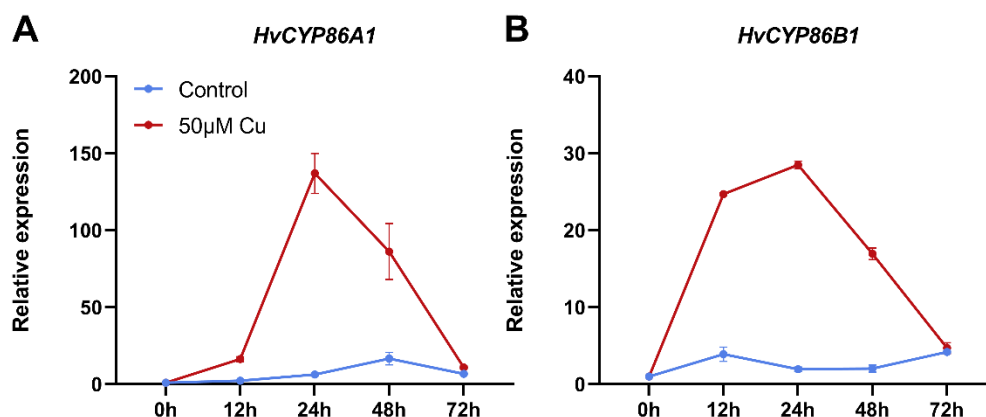 A
HvCYP86A1
Relative expression
200
150
100
50
0
Control
50μM Cu
0h 12h 24h 48h 72h
B
HvCYP86B1
Relative expression
40
30
20
10
0
0h 12h 24h 48h 72h